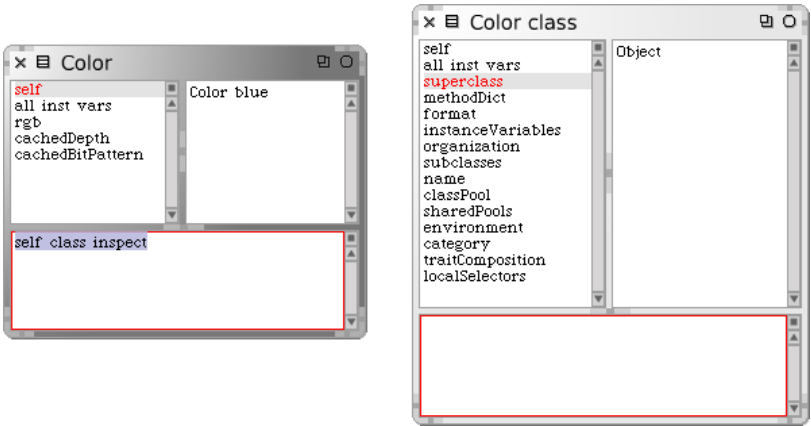 Color
self
all inst vars
rgb
cachedDepth
cachedBitPattern
Color blue
self class inspect
Color class
self
all inst vars
superclass
methodDict
format
instanceVariables
organization
subclasses
name
classPool
sharedPools
environment
category
traitComposition
localSelectors
Object